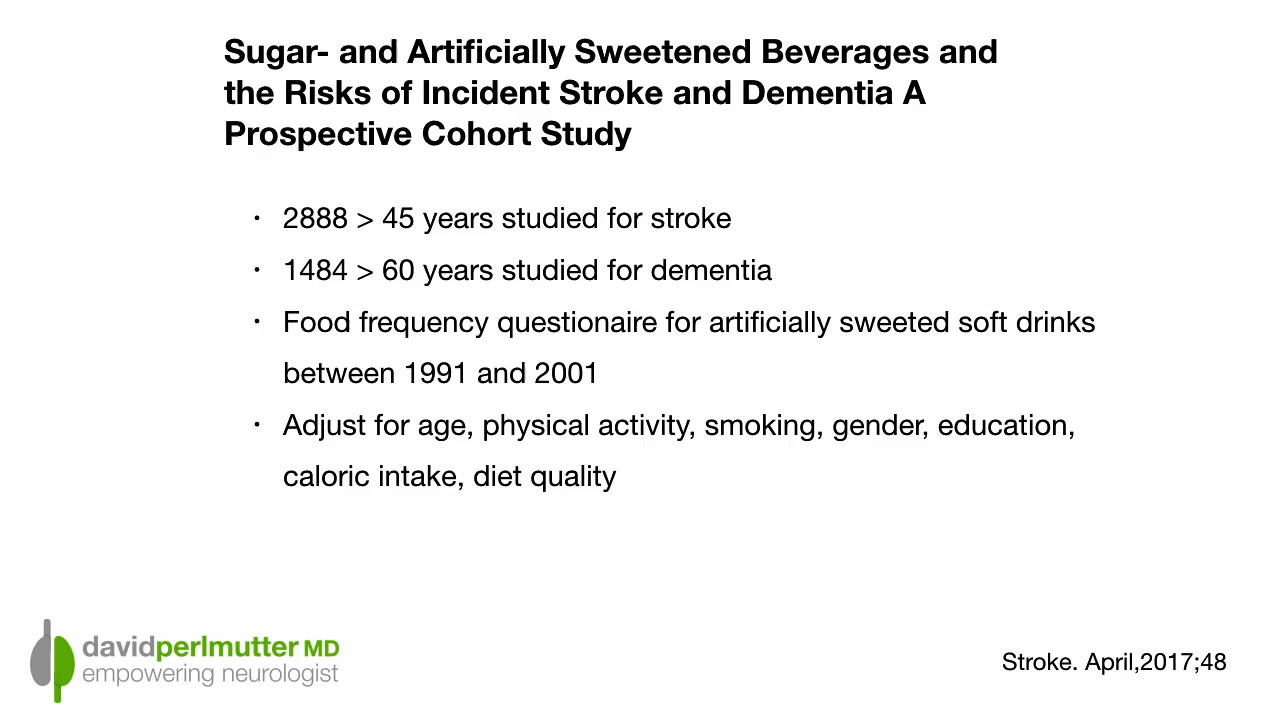 Sugar- and Artificially Sweetened Beverages and
the Risks of Incident Stroke and Dementia A
Prospective Cohort Study
· 2888 > 45 years studied for stroke
· 1484 > 60 years studied for dementia
· Food frequency questionaire for artificially sweeted soft drinks
between 1991 and 2001
· Adjust for age, physical activity, smoking, gender, education,
caloric intake, diet quality
davidperlmutter MD
empowering neurologist
Stroke. April,2017;48